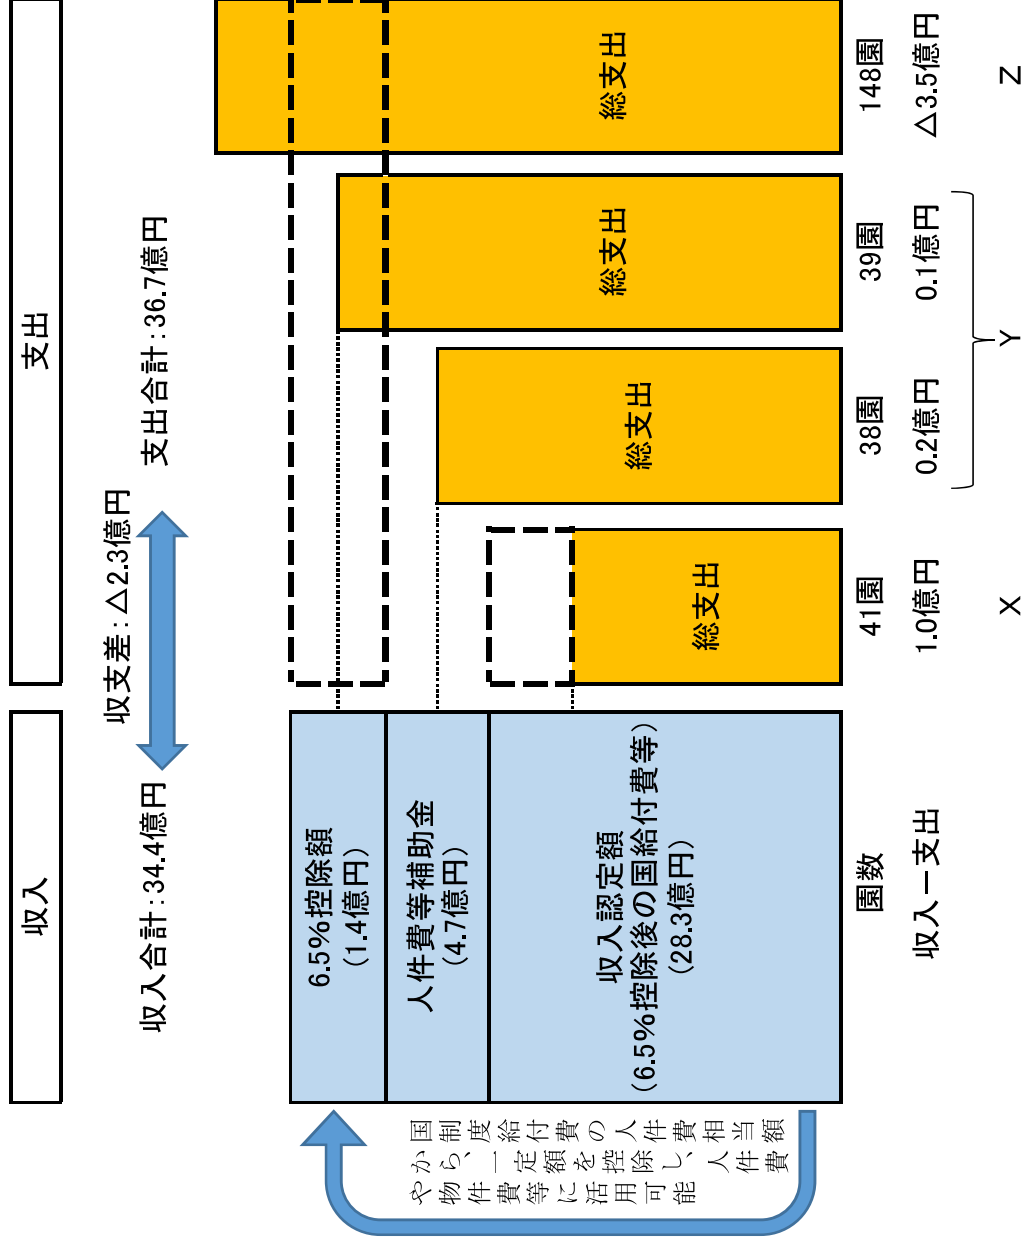 収入
支出
収支差：△2.3億円
収入合計：34.4億円
支出合計：36.7億円
6.5％控除額
（1.4億円）
人件費等補助金
（4.7億円）
収入認定額
（6.5％控除後の国給付費等）
（28.3億円）
国制度給付費の人件費相当額
から、一定額を控除し、人件費
や物件費等に活用可能
総支出
総支出
総支出
総支出
園数
41園
38園
39園
148園
収入－支出
1.0億円
0.2億円
0.1億円
△3.5億円
X
Y
Z